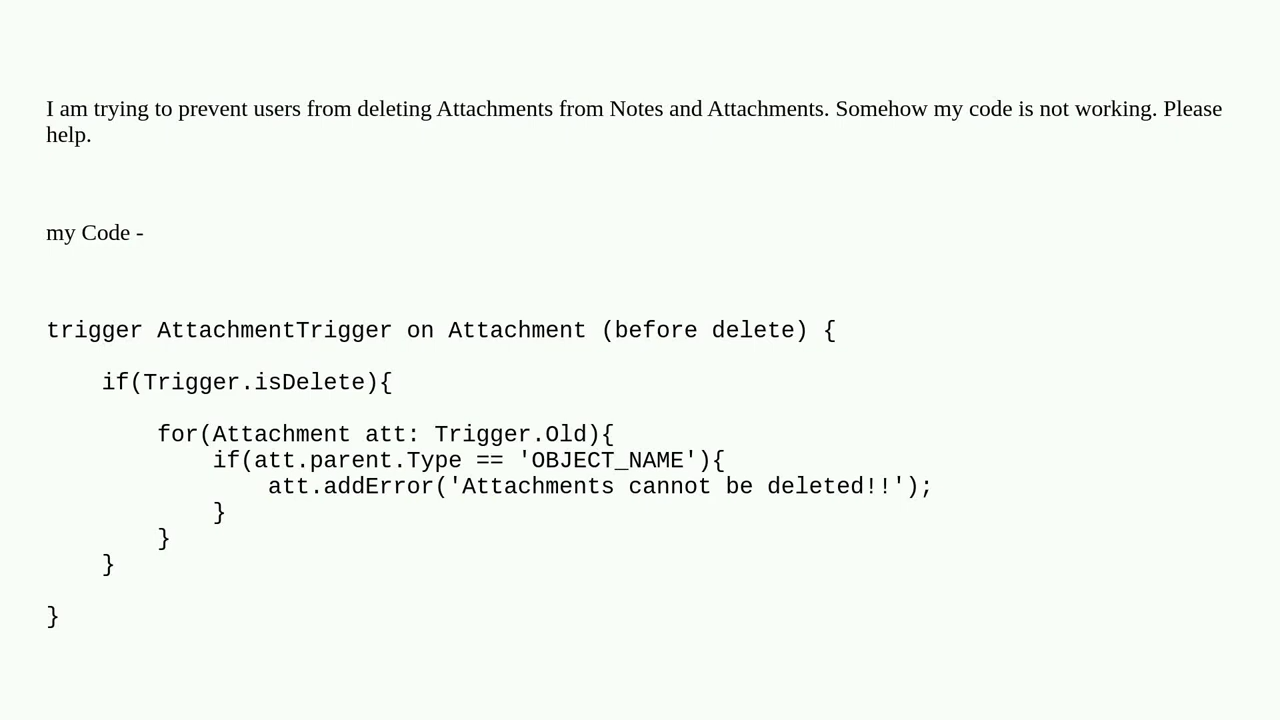 I am trying to prevent users from deleting Attachments from Notes and Attachments. Somehow my code is not working. Please
help.
my Code -
trigger AttachmentTrigger on Attachment (before delete) {
    if(Trigger.isDelete){
        for(Attachment att: Trigger.Old){
            if(att.parent.Type == 'OBJECT_NAME'){
                att.addError('Attachments cannot be deleted!!');
            }
        }
    }
}